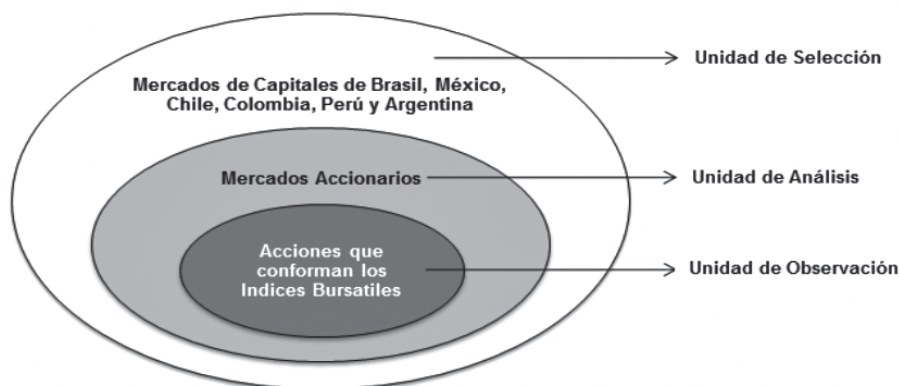 Unidad de Selección
Mercados de Capitales de Brasil, México,
Chile, Colombia, Perú y Argentina
Mercados Accionarios
Unidad de Análisis
Acciones que
conforman los
Indices Bursatiles
Unidad de Observación